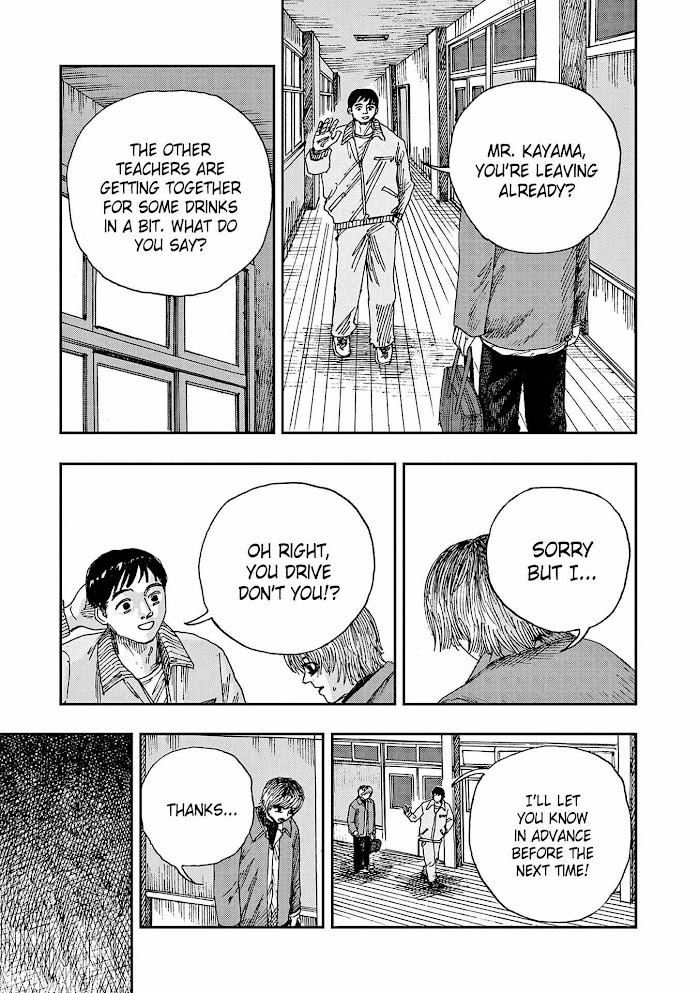 MR. KAYAMA,
YOU'RE LEAVING
ALREADY?
THE OTHER
TEACHERS ARE
GETTING TOGETHER
FOR SOME DRINKS
IN A BIT. WHAT DO
YOU SAY?
SORRY
BUT I...
OH RIGHT,
YOU DRIVE
DON'T YOU!?
I'LL LET
YOU KNOW
IN ADVANCE
BEFORE THE
NEXT TIME!
THANKS...